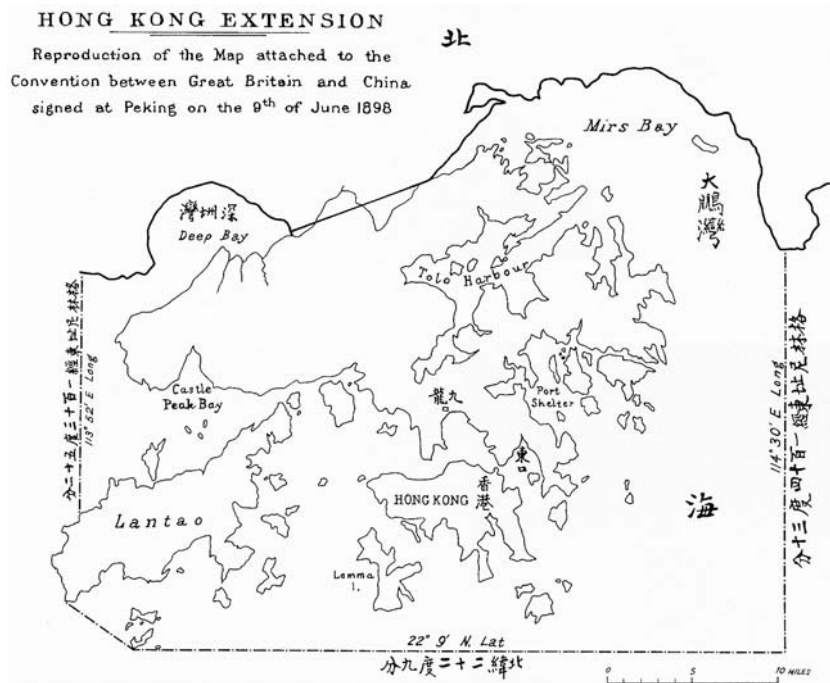 HONG KONG EXTENSION
Reproduction of the Map attached to the
Convention between Great Britain and China
signed at Peking on the 9th of June 1898
北
Mirs Bay
大鵬灣
深圳灣
Deep Bay
Tolo Harbour
格林尼址東經一百十三度五十二分
113° 52' E Long
Castle
Peak Bay
九龍
Port
Shelter
114° 30' E Long
格林尼址東經一百十四度三十分
東口
香港
HONG KONG
海
Lantao
Lamma
I.
22° 9' N. Lat
北緯二十二度九分
0 5 10 MILES